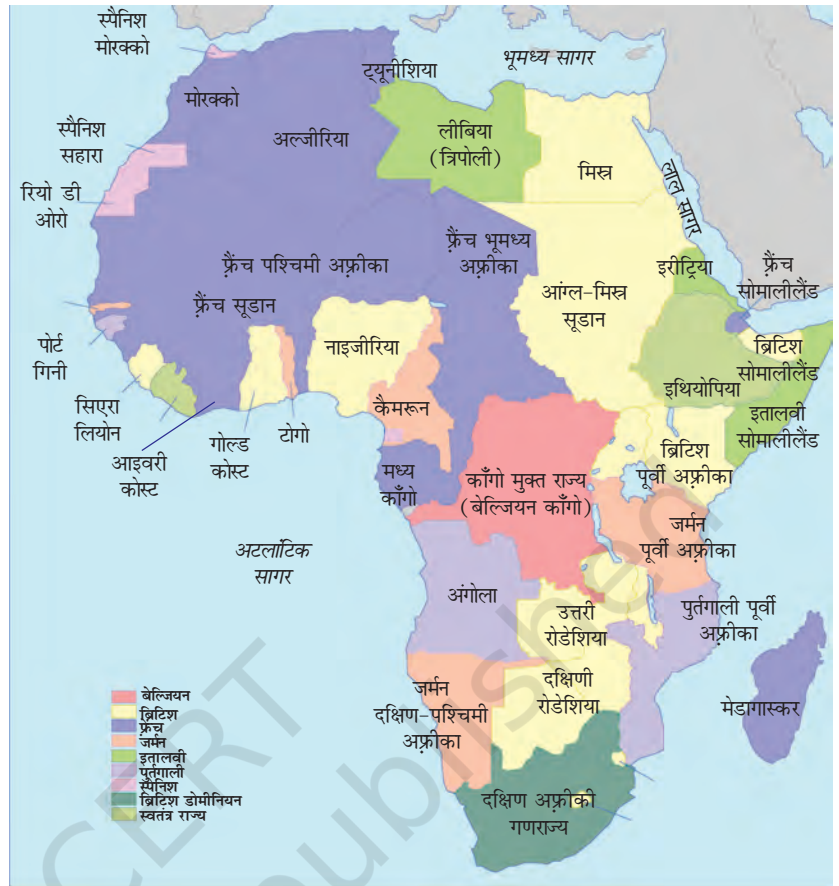 स्पैनिश
मोरक्को
ट्यूनीशिया
भूमध्य सागर
मोरक्को
स्पैनिश
सहारा
अल्जीरिया
लीबिया
(त्रिपोली)
मिस्र
लाल सागर
रियो डी
ओरो
फ़्रैंच पश्चिमी अफ़्रीका
फ़्रैंच भूमध्य
अफ़्रीका
इरीट्रिया
फ़्रैंच
सोमालीलैंड
फ़्रैंच सूडान
आंग्ल-मिस्र
सूडान
पोर्ट
गिनी
नाइजीरिया
ब्रिटिश
सोमालीलैंड
इथियोपिया
सिएरा
लियोन
कैमरून
इतालवी
सोमालीलैंड
आइवरी
कोस्ट
गोल्ड
कोस्ट
टोगो
ब्रिटिश
पूर्वी अफ़्रीका
मध्य
काँगो
काँगो मुक्त राज्य
(बेल्जियन काँगो)
जर्मन
पूर्वी अफ़्रीका
अटलांटिक
सागर
अंगोला
उत्तरी
रोडेशिया
पुर्तगाली पूर्वी
अफ़्रीका
जर्मन
दक्षिण-पश्चिमी
अफ़्रीका
दक्षिणी
रोडेशिया
मेडागास्कर
दक्षिण अफ़्रीकी
गणराज्य
बेल्जियन
ब्रिटिश
फ़्रैंच
जर्मन
इतालवी
पुर्तगाली
स्पेनिश
ब्रिटिश डोमीनियन
स्वतंत्र राज्य
CERT
published